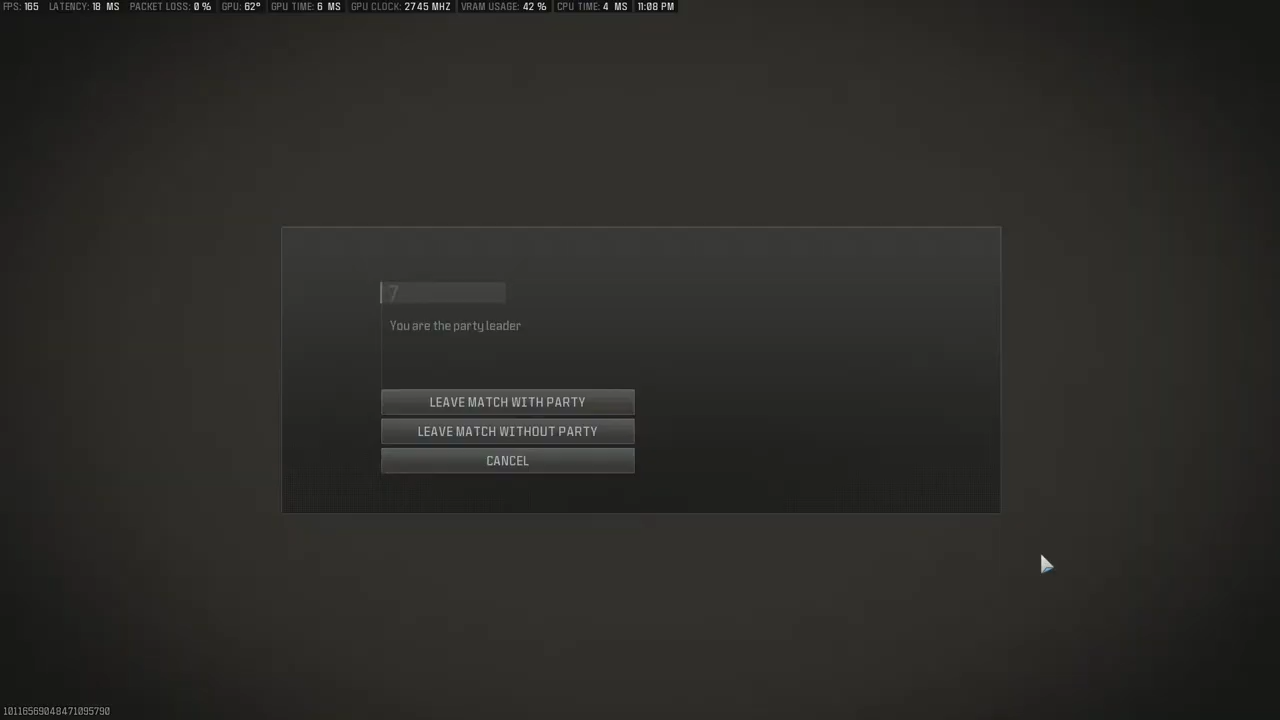 FPS: 165 LATENCY: 18 MS PACKET LOSS: 0 % GPU: 62° GPU TIME: 6 MS GPU CLOCK: 2745 MHZ VRAM USAGE: 42 % CPU TIME: 4 MS 11:08 PM
7
You are the party leader
LEAVE MATCH WITH PARTY
LEAVE MATCH WITHOUT PARTY
CANCEL
10116569048471095790